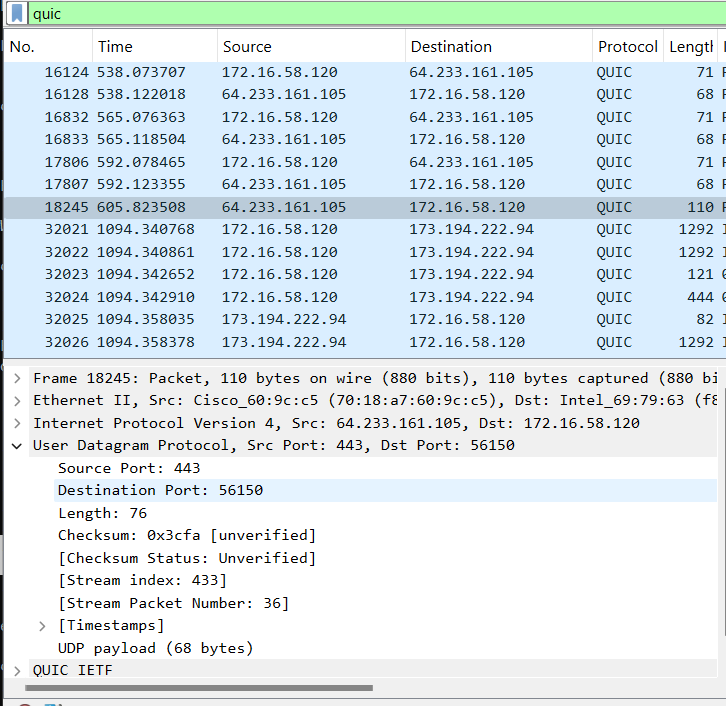 quic
No. Time Source Destination Protocol Length
16124 538.073707 172.16.58.120 64.233.161.105 QUIC 71
16128 538.122018 64.233.161.105 172.16.58.120 QUIC 68
16832 565.076363 172.16.58.120 64.233.161.105 QUIC 71
16833 565.118504 64.233.161.105 172.16.58.120 QUIC 68
17806 592.078465 172.16.58.120 64.233.161.105 QUIC 71
17807 592.123355 64.233.161.105 172.16.58.120 QUIC 68
18245 605.823508 64.233.161.105 172.16.58.120 QUIC 110
32021 1094.340768 172.16.58.120 173.194.222.94 QUIC 1292
32022 1094.340861 172.16.58.120 173.194.222.94 QUIC 1292
32023 1094.342652 172.16.58.120 173.194.222.94 QUIC 121
32024 1094.342910 172.16.58.120 173.194.222.94 QUIC 444
32025 1094.358035 173.194.222.94 172.16.58.120 QUIC 82
32026 1094.358378 173.194.222.94 172.16.58.120 QUIC 1292
Frame 18245: Packet, 110 bytes on wire (880 bits), 110 bytes captured (880 bi
Ethernet II, Src: Cisco_60:9c:c5 (70:18:a7:60:9c:c5), Dst: Intel_69:79:63 (f8
Internet Protocol Version 4, Src: 64.233.161.105, Dst: 172.16.58.120
User Datagram Protocol, Src Port: 443, Dst Port: 56150
Source Port: 443
Destination Port: 56150
Length: 76
Checksum: 0x3cfa [unverified]
[Checksum Status: Unverified]
[Stream index: 433]
[Stream Packet Number: 36]
[Timestamps]
UDP payload (68 bytes)
QUIC IETF